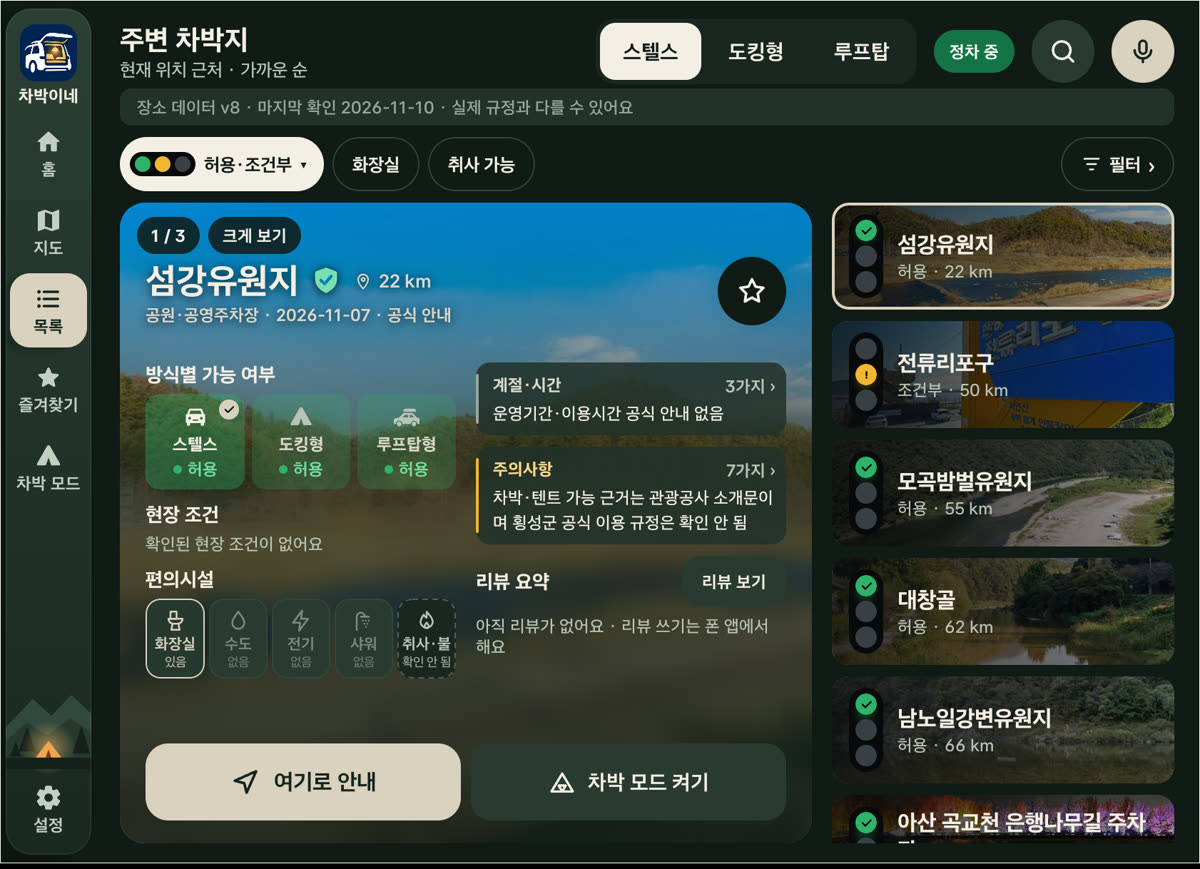 차박이네
홈
지도
목록
즐겨찾기
차박 모드
설정
주변 차박지
현재 위치 근처 · 가까운 순
스텔스
도킹형
루프탑
정차 중
장소 데이터 v8 · 마지막 확인 2026-11-10 · 실제 규정과 다를 수 있어요
허용·조건부 ▾
화장실
취사 가능
필터 ›
1 / 3
크게 보기
섬강유원지
22 km
공원·공영주차장 · 2026-11-07 · 공식 안내
방식별 가능 여부
스텔스
허용
도킹형
허용
루프탑형
허용
현장 조건
확인된 현장 조건이 없어요
편의시설
화장실
있음
수도
없음
전기
없음
샤워
없음
취사·불
확인 안 됨
계절·시간
3가지 ›
운영기간·이용시간 공식 안내 없음
주의사항
7가지 ›
차박·텐트 가능 근거는 관광공사 소개문이
며 횡성군 공식 이용 규정은 확인 안 됨
리뷰 요약
리뷰 보기
아직 리뷰가 없어요 · 리뷰 쓰기는 폰 앱에서
해요
여기로 안내
차박 모드 켜기
섬강유원지
허용 · 22 km
전류리포구
조건부 · 50 km
모곡밤벌유원지
허용 · 55 km
대창골
허용 · 62 km
남노일강변유원지
허용 · 66 km
아산 곡교천 은행나무길 주차